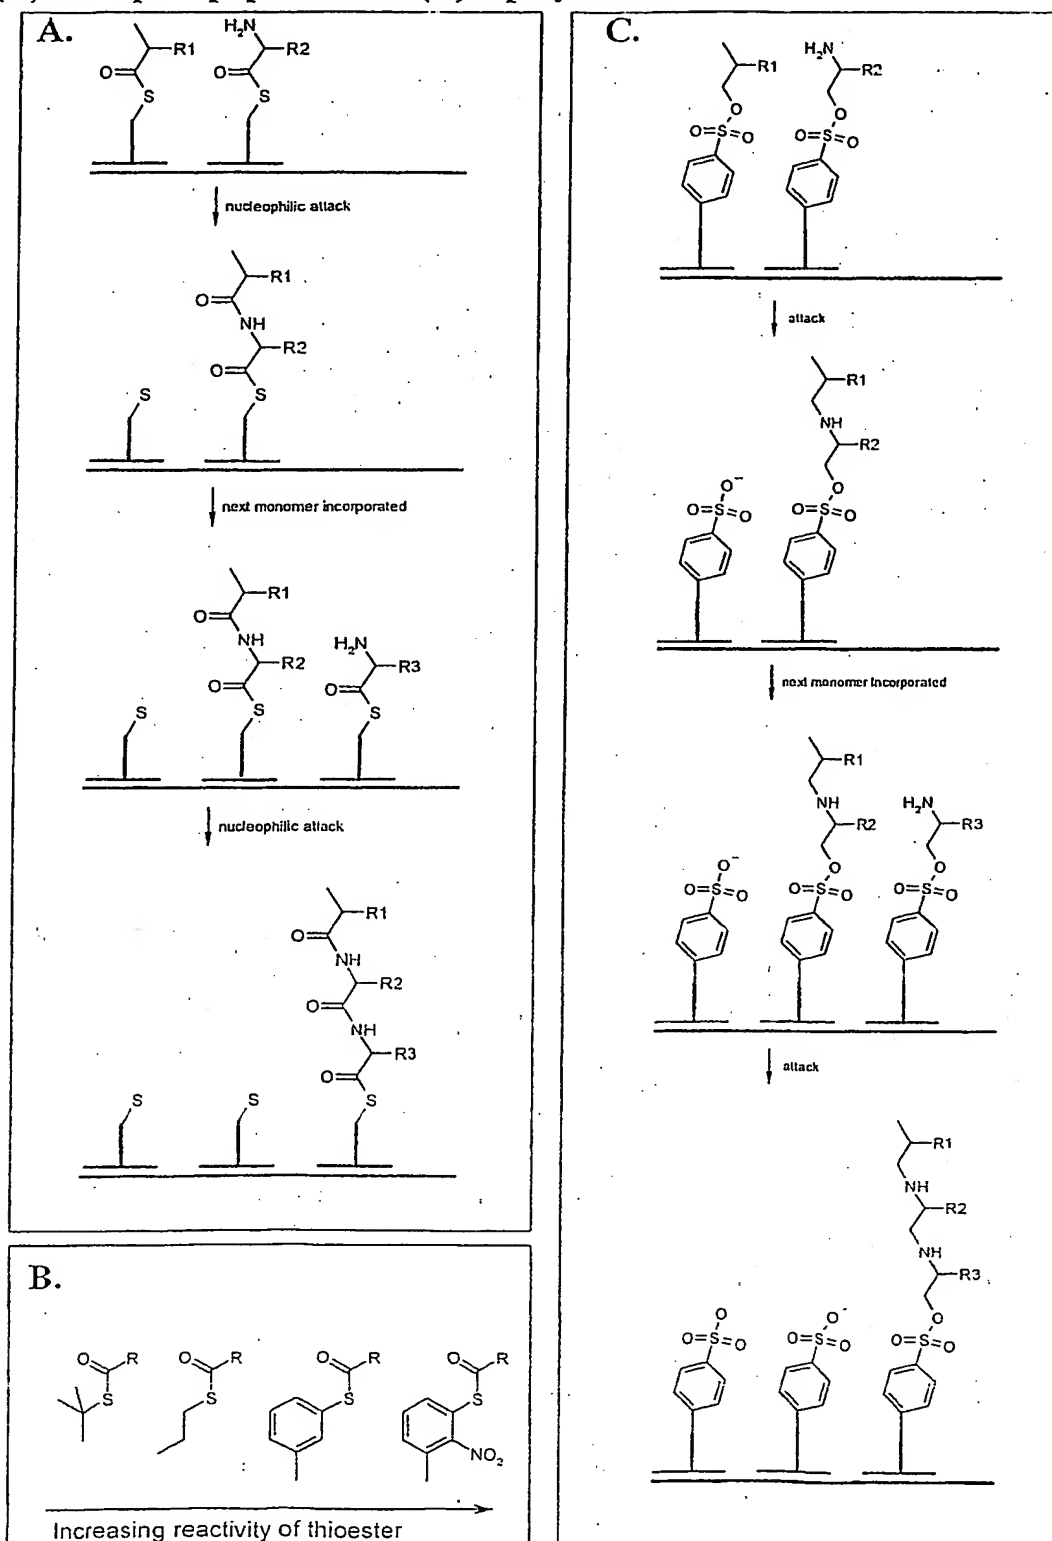 A.
R1
H₂N
R2
O
O
S
S
nucleophilic attack
R1
O
NH
R2
O
S
S
next monomer incorporated
R1
O
NH
H₂N
R2
R3
O
O
S
S
S
nucleophilic attack
R1
O
NH
R2
O
NH
R3
O
S
S
S
B.
O
R
O
R
O
R
O
R
S
S
S
S
NO₂
Increasing reactivity of thioester
C.
R1
H₂N
R2
O
O
O=S=O
O=S=O
attack
R1
NH
R2
O
O⁻
O=S=O
O=S=O
next monomer incorporated
R1
NH
H₂N
R2
R3
O⁻
O
O
O=S=O
O=S=O
O=S=O
attack
R1
NH
R2
NH
R3
O
O⁻
O
O=S=O
O=S=O
O=S=O